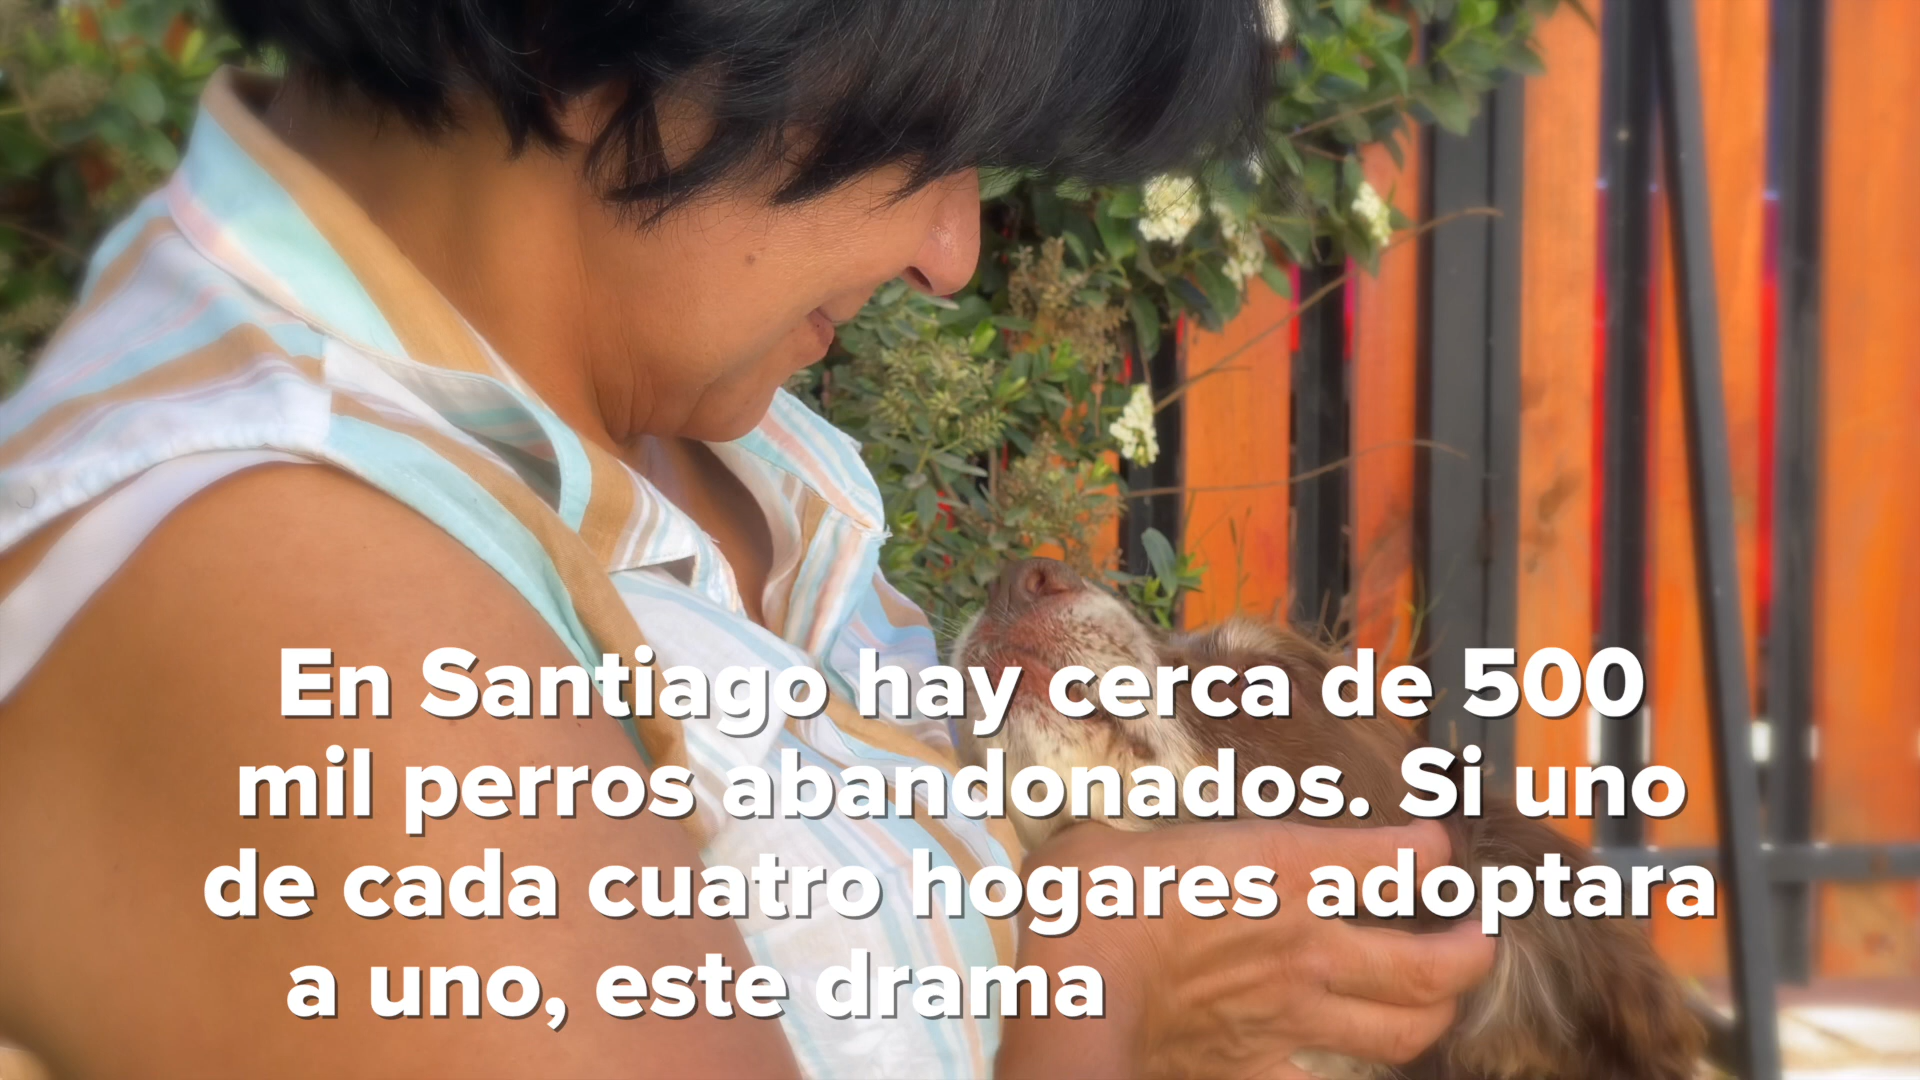 En Santiago hay cerca de 500
mil perros abandonados. Si uno
de cada cuatro hogares adoptara
a uno, este drama